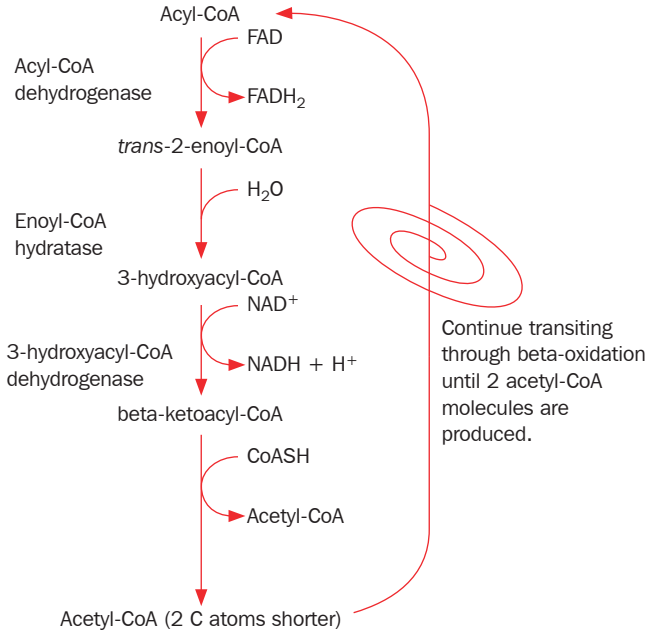 Acyl-CoA
FAD
Acyl-CoA
dehydrogenase
FADH₂
trans-2-enoyl-CoA
H₂O
Enoyl-CoA
hydratase
3-hydroxyacyl-CoA
NAD⁺
3-hydroxyacyl-CoA
dehydrogenase
NADH + H⁺
beta-ketoacyl-CoA
CoASH
Acetyl-CoA
Acetyl-CoA (2 C atoms shorter)
Continue transiting
through beta-oxidation
until 2 acetyl-CoA
molecules are
produced.